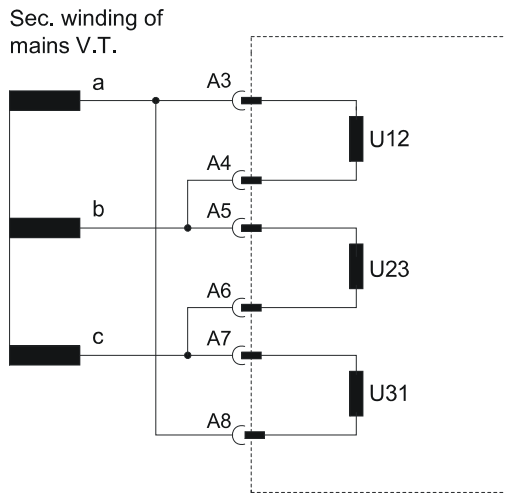 Sec. winding of
mains V.T.
a
A3
U12
A4
b
A5
U23
A6
c
A7
U31
A8